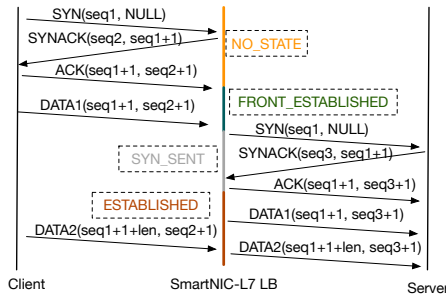 SYN(seq1, NULL)
SYNACK(seq2, seq1+1)
NO_STATE
ACK(seq1+1, seq2+1)
DATA1(seq1+1, seq2+1)
FRONT_ESTABLISHED
SYN(seq1, NULL)
SYNACK(seq3, seq1+1)
SYN_SENT
ACK(seq1+1, seq3+1)
ESTABLISHED
DATA1(seq1+1, seq3+1)
DATA2(seq1+1+len, seq2+1)
DATA2(seq1+1+len, seq3+1)
Client
SmartNIC-L7 LB
Server